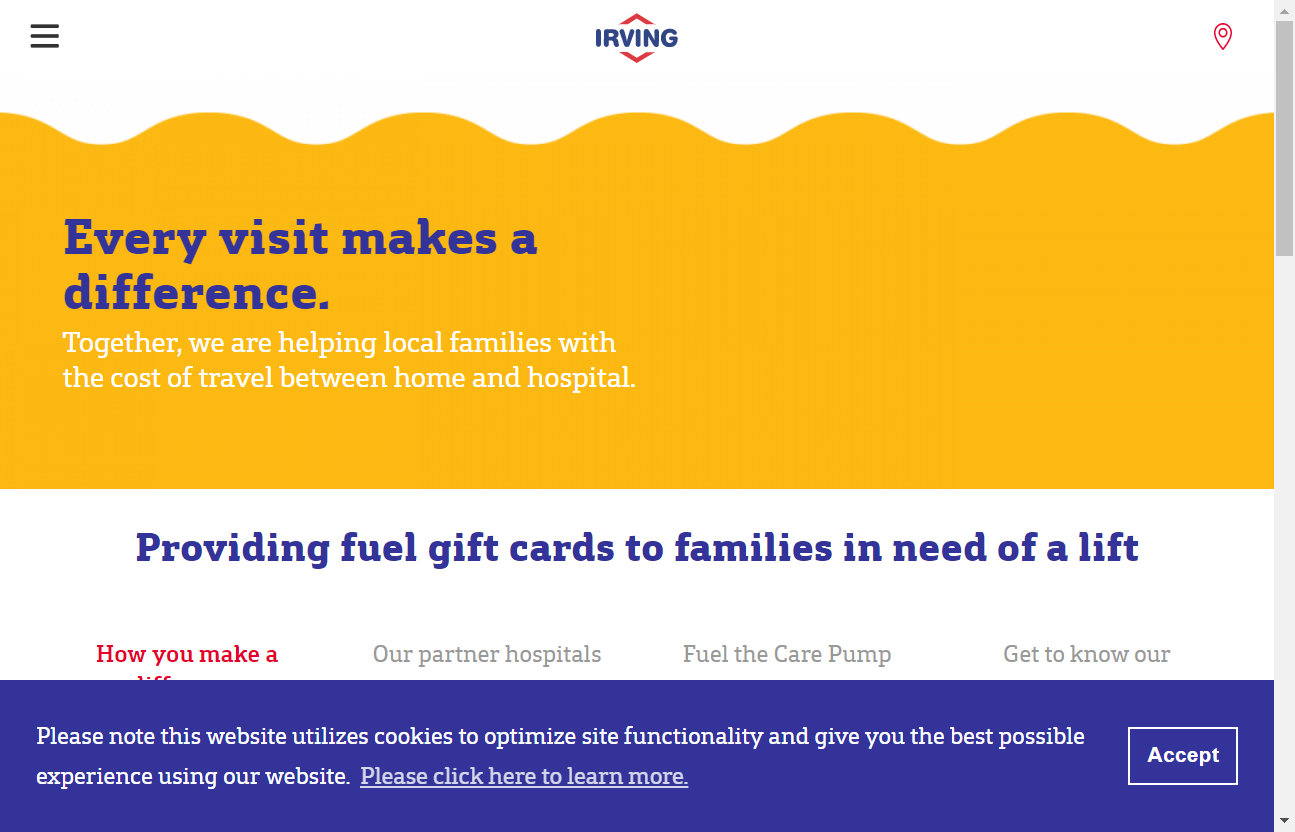 IRVING
Every visit makes a
difference.
Together, we are helping local families with
the cost of travel between home and hospital.
Providing fuel gift cards to families in need of a lift
How you make a
Our partner hospitals
Fuel the Care Pump
Get to know our
Please note this website utilizes cookies to optimize site functionality and give you the best possible
experience using our website. Please click here to learn more.
Accept